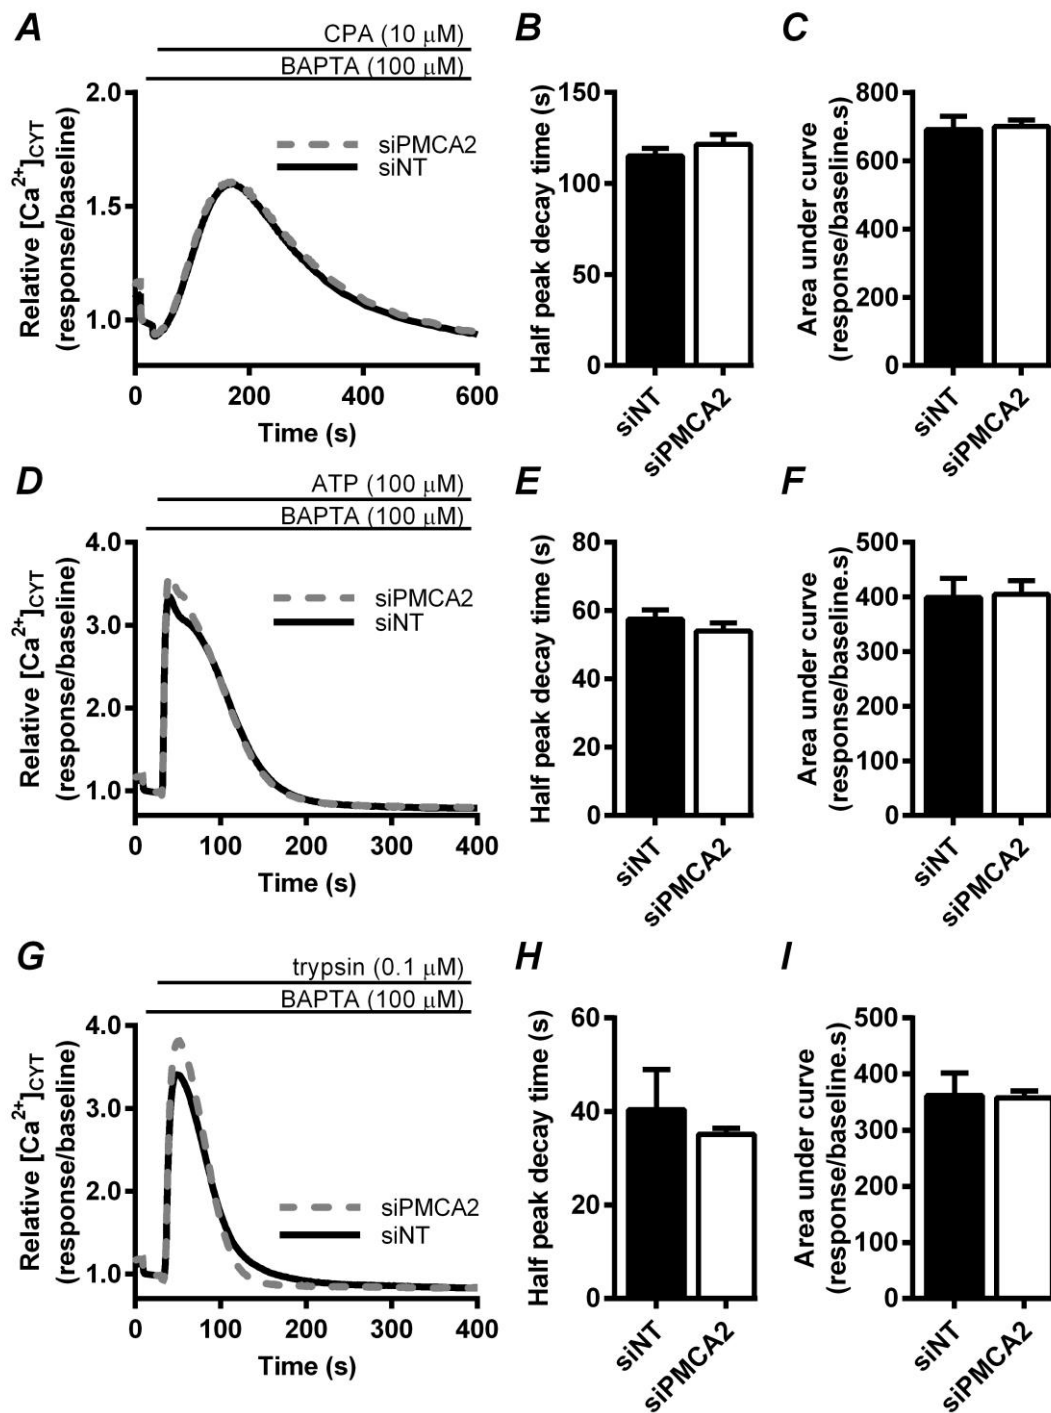 A
CPA (10 μM)
BAPTA (100 μM)
Relative [Ca²⁺]CYT
(response/baseline)
2.0
1.5
1.0
siPMCA2
siNT
0
200
400
600
Time (s)
B
Half peak decay time (s)
150
100
50
0
siNT
siPMCA2
C
Area under curve
(response/baseline.s)
800
600
400
200
0
siNT
siPMCA2
D
ATP (100 μM)
BAPTA (100 μM)
Relative [Ca²⁺]CYT
(response/baseline)
4.0
3.0
2.0
1.0
siPMCA2
siNT
0
100
200
300
400
Time (s)
E
Half peak decay time (s)
80
60
40
20
0
siNT
siPMCA2
F
Area under curve
(response/baseline.s)
500
400
300
200
100
0
siNT
siPMCA2
G
trypsin (0.1 μM)
BAPTA (100 μM)
Relative [Ca²⁺]CYT
(response/baseline)
4.0
3.0
2.0
1.0
siPMCA2
siNT
0
100
200
300
400
Time (s)
H
Half peak decay time (s)
60
40
20
0
siNT
siPMCA2
I
Area under curve
(response/baseline.s)
500
400
300
200
100
0
siNT
siPMCA2